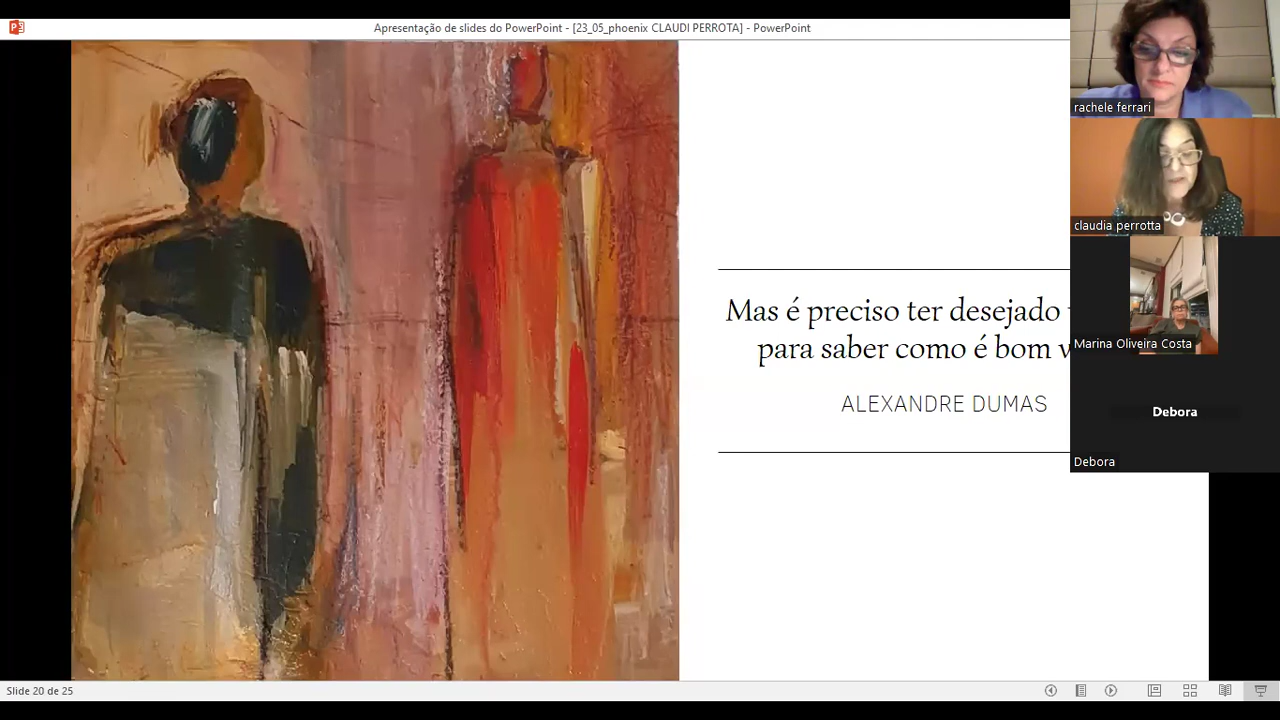 Apresentação de slides do PowerPoint - [23_05_phoenix CLAUDI PERROTA] - PowerPoint
rachele ferrari
claudia perrotta
Mas é preciso ter desejado
para saber como é bom
ALEXANDRE DUMAS
Marina Oliveira Costa
Debora
Debora
Slide 20 de 25